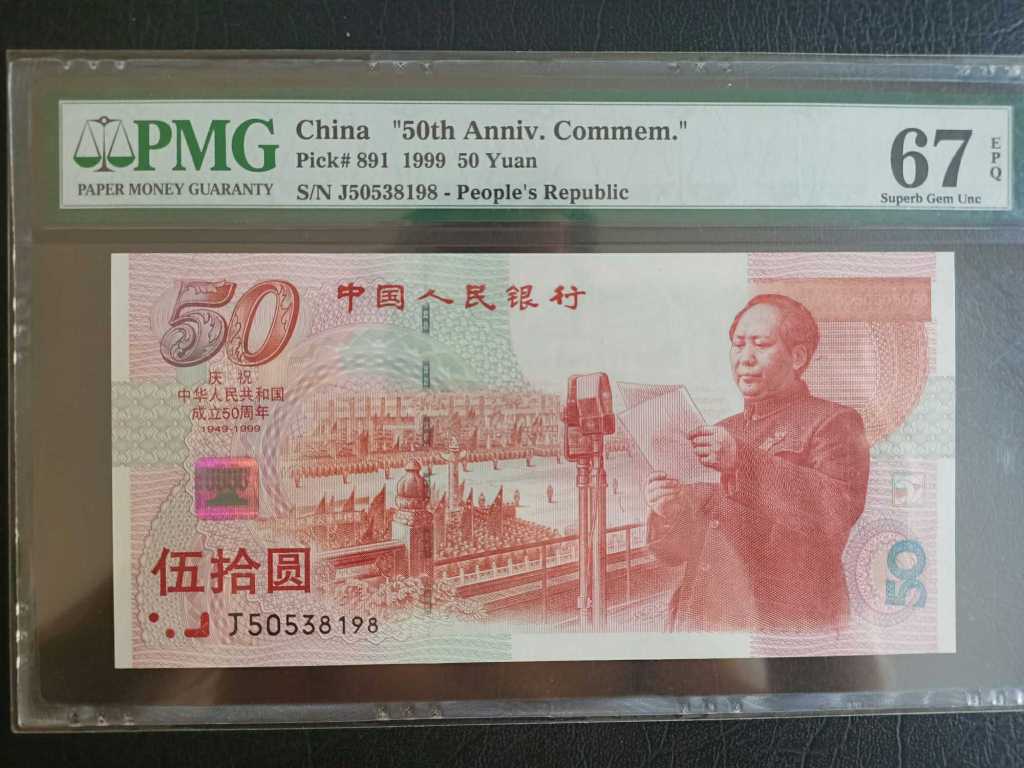 PMG
PAPER MONEY GUARANTY
China "50th Anniv. Commem."
Pick# 891 1999 50 Yuan
S/N J50538198 - People's Republic
67
EPQ
Superb Gem Unc
50
中国人民银行
庆祝
中华人民共和国
成立50周年
1949-1999
伍拾圆
J50538198
50